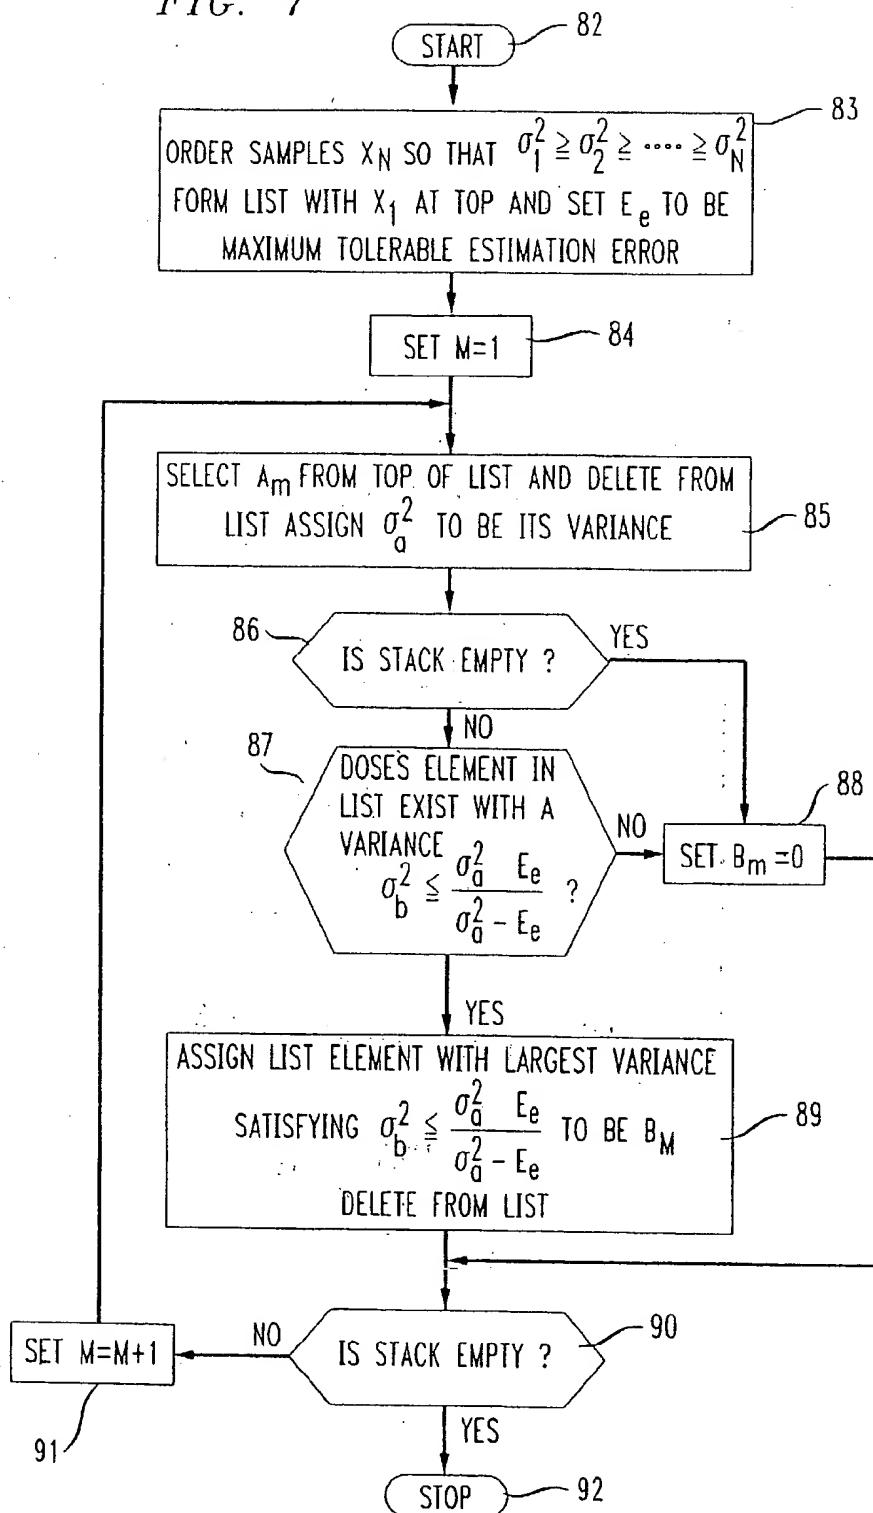 FIG. 7
START
82
83
ORDER SAMPLES X_N SO THAT σ_1^2 ≧ σ_2^2 ≧ ···· ≧ σ_N^2
FORM LIST WITH X_1 AT TOP AND SET E_e TO BE
MAXIMUM TOLERABLE ESTIMATION ERROR
SET M=1
84
SELECT A_m FROM TOP OF LIST AND DELETE FROM
LIST ASSIGN σ_a^2 TO BE ITS VARIANCE
85
86
IS STACK EMPTY ?
YES
NO
87
DOSES ELEMENT IN
LIST EXIST WITH A
VARIANCE
σ_b^2 ≦ σ_a^2 E_e / σ_a^2 - E_e ?
NO
88
SET B_m =0
YES
ASSIGN LIST ELEMENT WITH LARGEST VARIANCE
SATISFYING σ_b^2 ≦ σ_a^2 E_e / σ_a^2 - E_e TO BE B_M
DELETE FROM LIST
89
90
IS STACK EMPTY ?
NO
SET M=M+1
91
YES
STOP
92